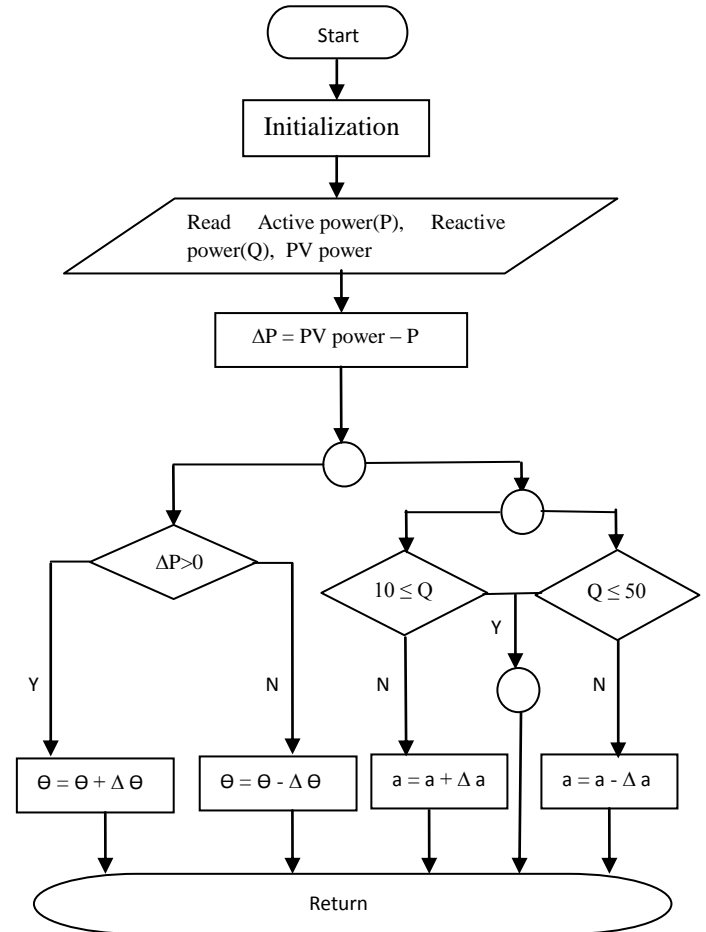 Start
Initialization
Read Active power(P), Reactive
power(Q), PV power
ΔP = PV power – P
ΔP>0
10 ≤ Q
Q ≤ 50
Y
Y
N
N
N
ϴ = ϴ + Δ ϴ
ϴ = ϴ - Δ ϴ
a = a + Δ a
a = a - Δ a
Return